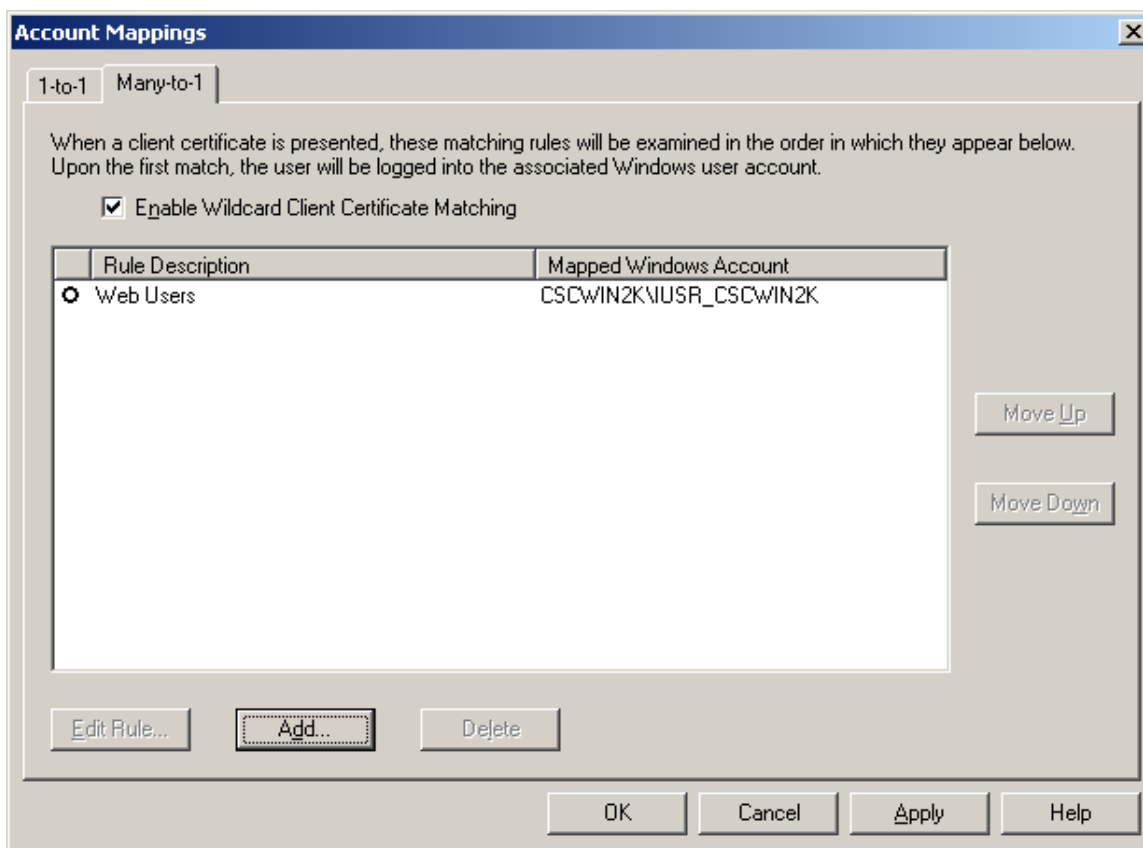 Account Mappings
1-to-1
Many-to-1
When a client certificate is presented, these matching rules will be examined in the order in which they appear below.
Upon the first match, the user will be logged into the associated Windows user account.
Enable Wildcard Client Certificate Matching
Rule Description
Mapped Windows Account
Web Users
CSCWIN2K\IUSR_CSCWIN2K
Move Up
Move Down
Edit Rule...
Add...
Delete
OK
Cancel
Apply
Help